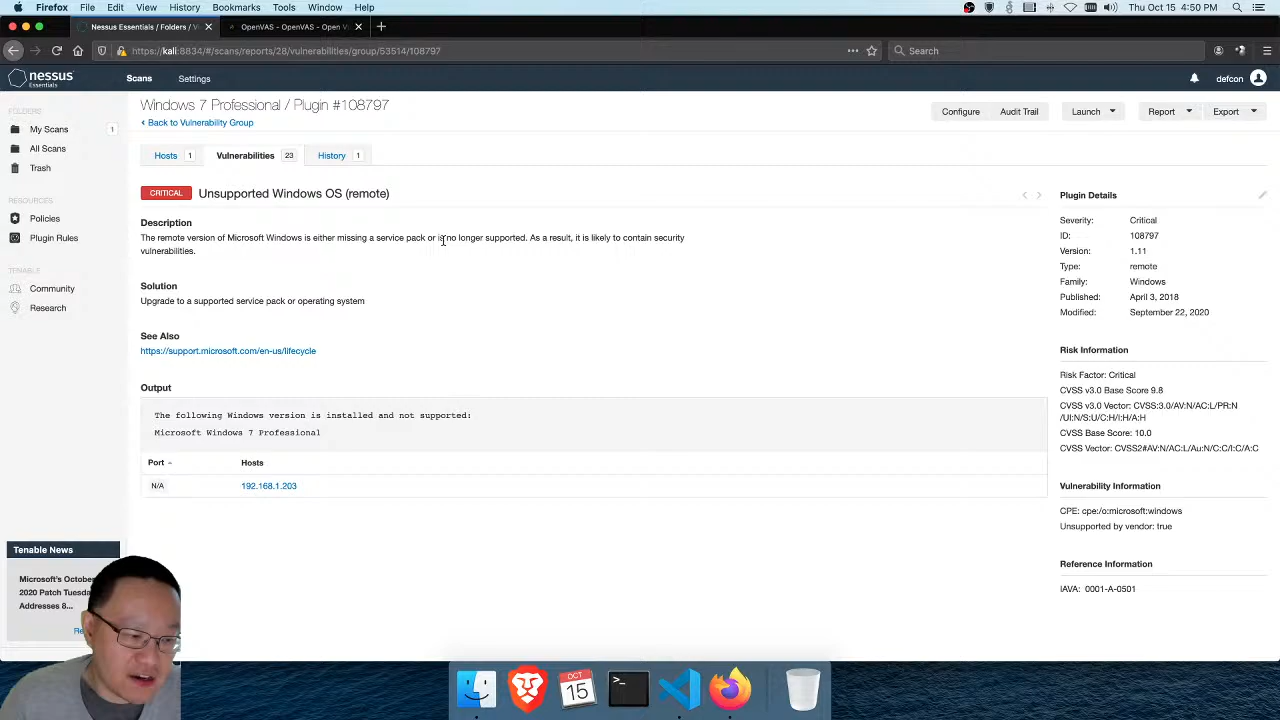 Firefox File Edit View History Bookmarks Tools Window Help
Thu Oct 15 4:50 PM
Nessus Essentials / Folders / V
OpenVAS - OpenVAS - Open V
https://kali:8834/#/scans/reports/28/vulnerabilities/group/53514/108797
Search
nessus
Essentials
Scans
Settings
defcon
FOLDERS
My Scans 1
All Scans
Trash
RESOURCES
Policies
Plugin Rules
TENABLE
Community
Research
Tenable News
Microsoft's October
2020 Patch Tuesda
Addresses 8...
Windows 7 Professional / Plugin #108797
Back to Vulnerability Group
Configure
Audit Trail
Launch
Report
Export
Hosts 1
Vulnerabilities 23
History 1
CRITICAL Unsupported Windows OS (remote)
Description
The remote version of Microsoft Windows is either missing a service pack or is no longer supported. As a result, it is likely to contain security
vulnerabilities.
Solution
Upgrade to a supported service pack or operating system
See Also
https://support.microsoft.com/en-us/lifecycle
Output
The following Windows version is installed and not supported:
Microsoft Windows 7 Professional
Port Hosts
N/A 192.168.1.203
Plugin Details
Severity: Critical
ID: 108797
Version: 1.11
Type: remote
Family: Windows
Published: April 3, 2018
Modified: September 22, 2020
Risk Information
Risk Factor: Critical
CVSS v3.0 Base Score 9.8
CVSS v3.0 Vector: CVSS:3.0/AV:N/AC:L/PR:N
/UI:N/S:U/C:H/I:H/A:H
CVSS Base Score: 10.0
CVSS Vector: CVSS2#AV:N/AC:L/Au:N/C:C/I:C/A:C
Vulnerability Information
CPE: cpe:/o:microsoft:windows
Unsupported by vendor: true
Reference Information
IAVA: 0001-A-0501
OCT
15